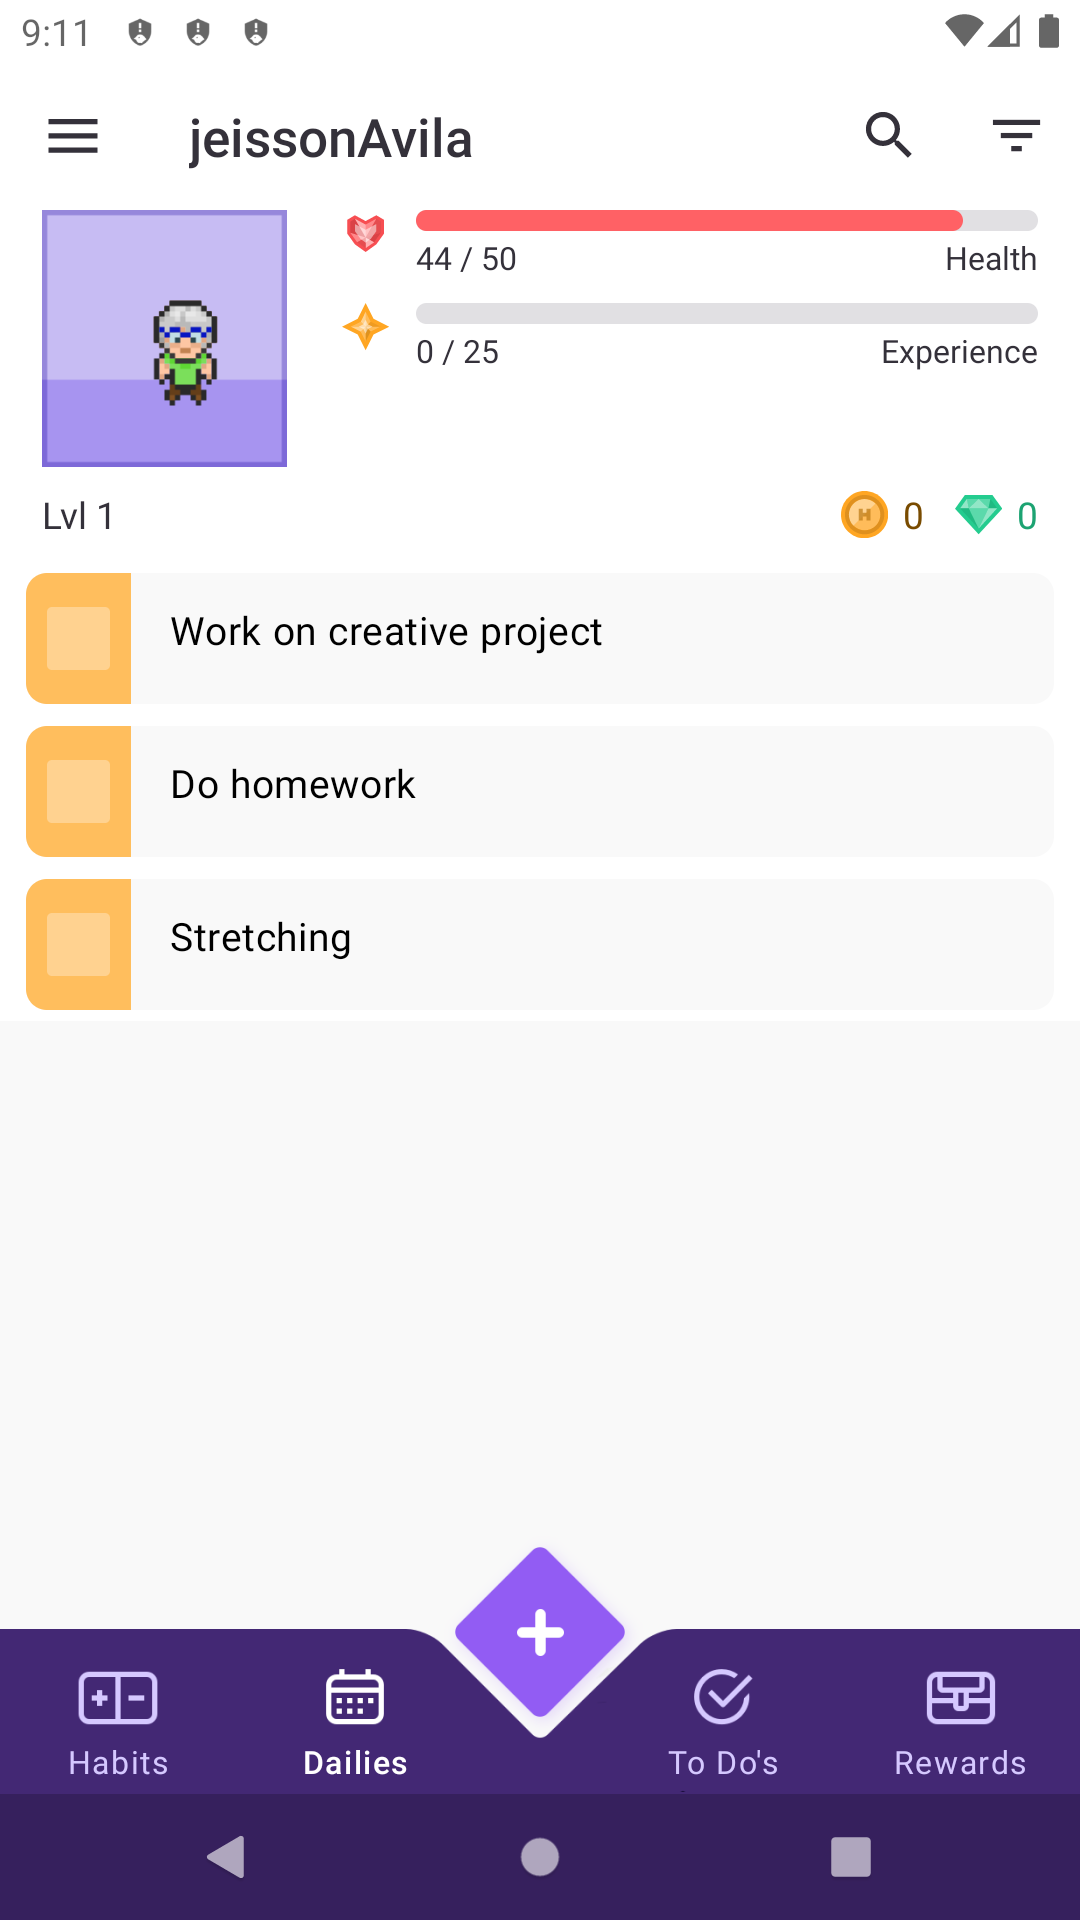 9:11
jeissonAvila
44 / 50 Health
0 / 25 Experience
Lvl 1 0 0
Work on creative project
Do homework
Stretching
Habits Dailies To Do's Rewards